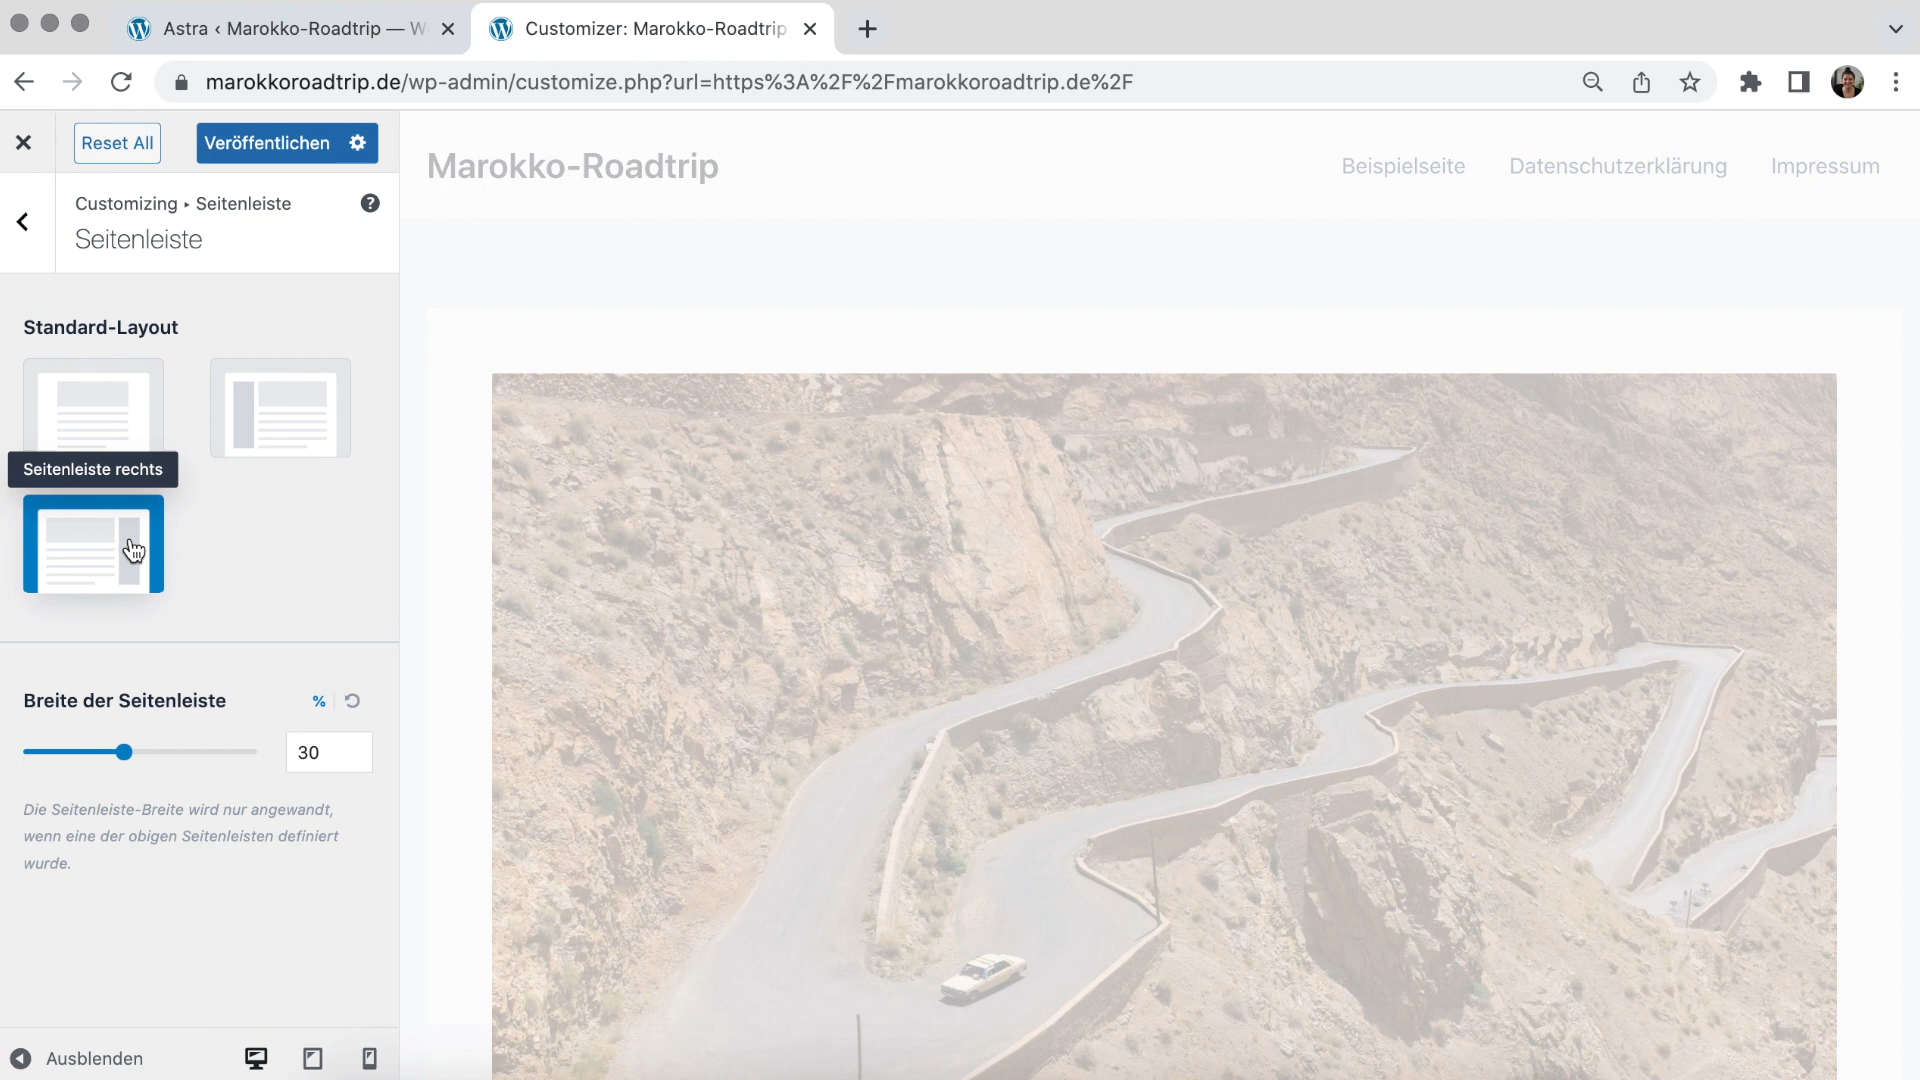 Astra ‹ Marokko-Roadtrip — W
Customizer: Marokko-Roadtrip
marokkoroadtrip.de/wp-admin/customize.php?url=https%3A%2F%2Fmarokkoroadtrip.de%2F
Reset All
Veröffentlichen
Customizing ▸ Seitenleiste
Seitenleiste
Marokko-Roadtrip
Beispielseite
Datenschutzerklärung
Impressum
Standard-Layout
Seitenleiste rechts
Breite der Seitenleiste
%
30
Die Seitenleiste-Breite wird nur angewandt,
wenn eine der obigen Seitenleisten definiert
wurde.
Ausblenden